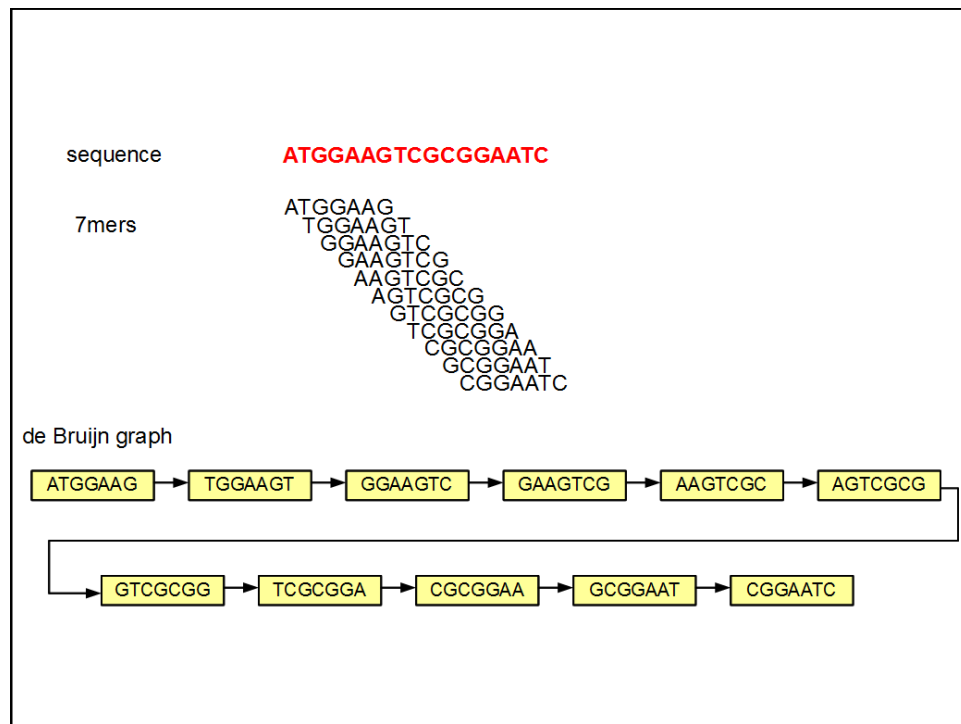 sequence ATGGAAGTCGCGGAATC
7mers
ATGGAAG
TGGAAGT
GGAAGTC
GAAGTCG
AAGTCGC
AGTCGCG
GTCGCGG
TCGCGGA
CGCGGAA
GCGGAAT
CGGAATC
de Bruijn graph
ATGGAAG TGGAAGT GGAAGTC GAAGTCG AAGTCGC AGTCGCG
GTCGCGG TCGCGGA CGCGGAA GCGGAAT CGGAATC